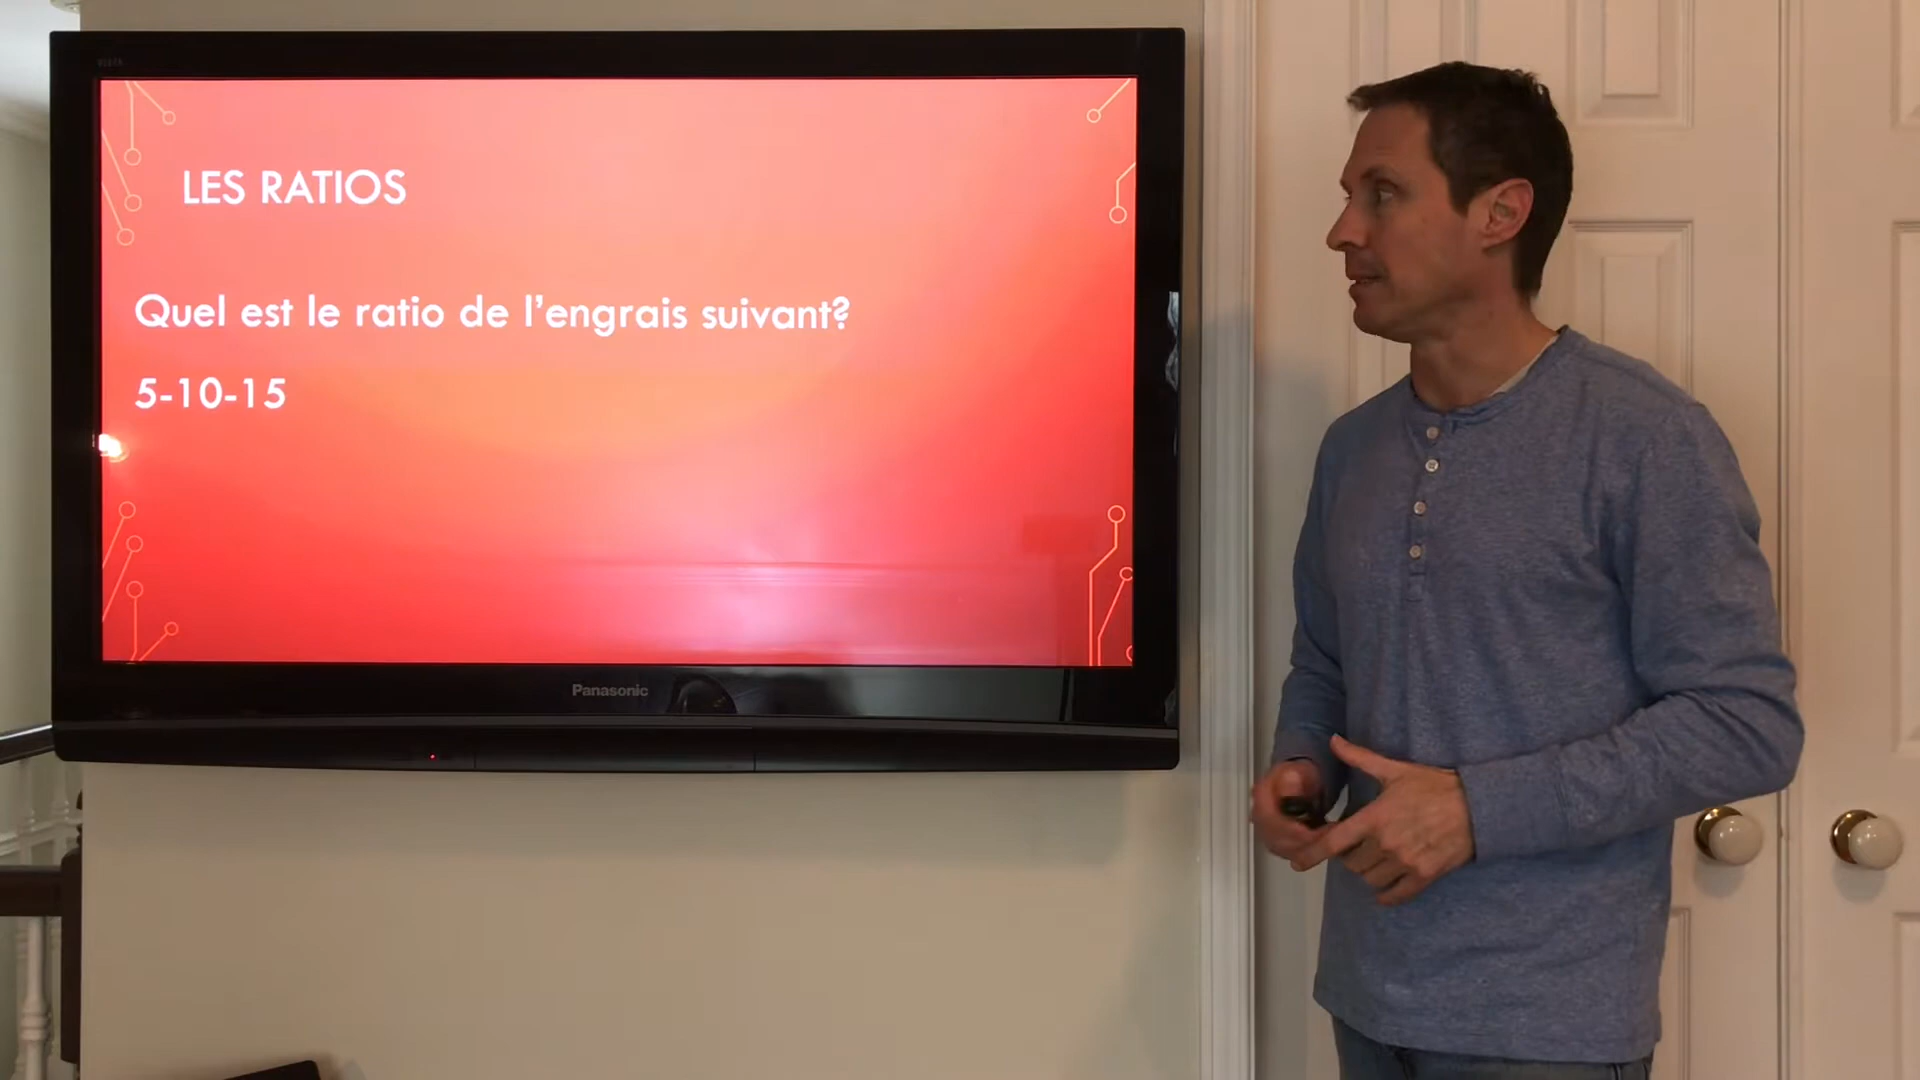 LES RATIOS
Quel est le ratio de l'engrais suivant?
5-10-15
Panasonic